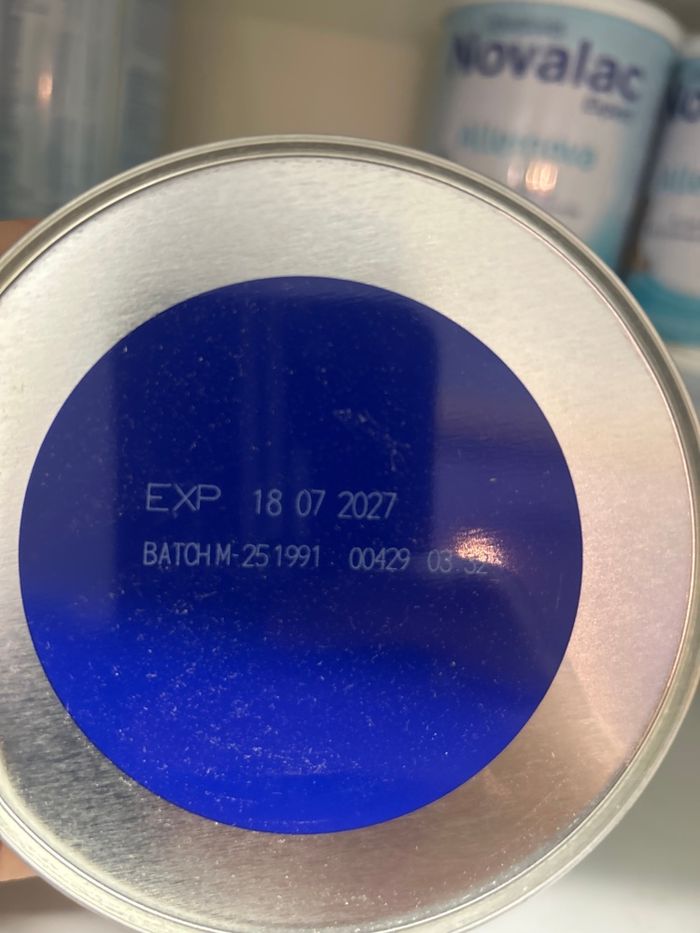 Novalac
EXP 18 07 2027
BATCH M-251991 00429 03:32